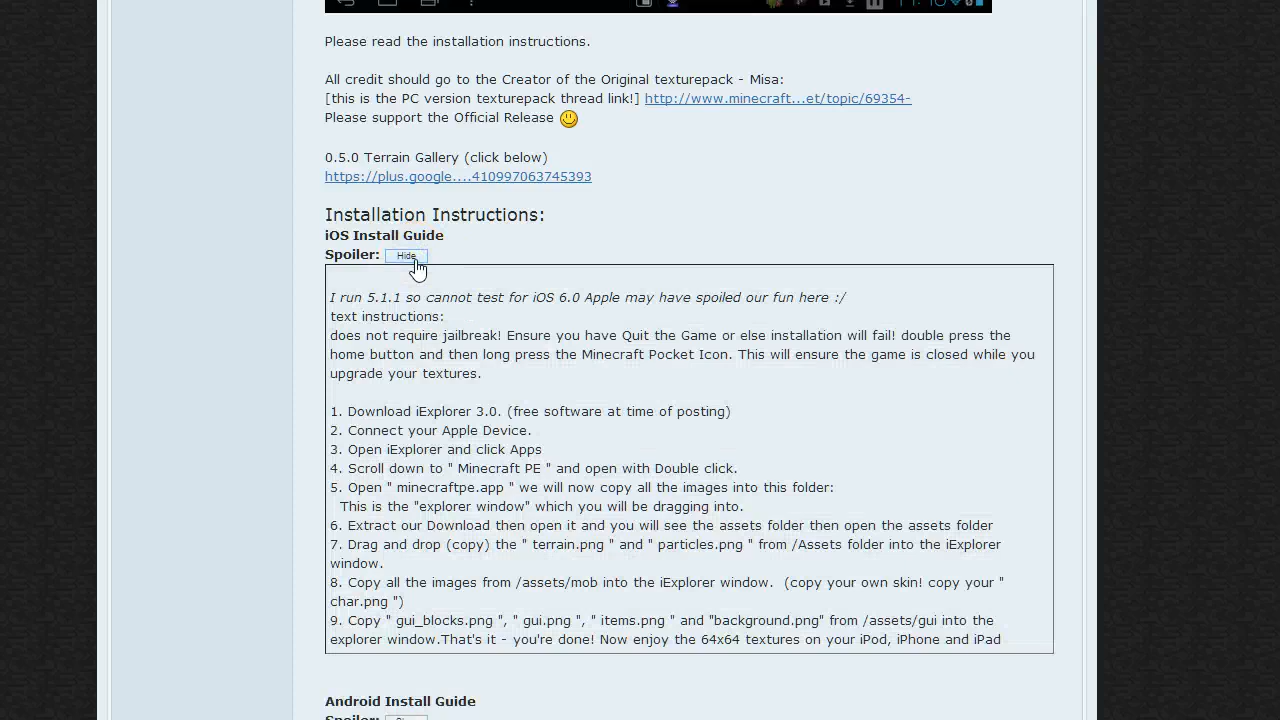 Please read the installation instructions.
All credit should go to the Creator of the Original texturepack - Misa:
[this is the PC version texturepack thread link!] http://www.minecraft...et/topic/69354-
Please support the Official Release
0.5.0 Terrain Gallery (click below)
https://plus.google....410997063745393
Installation Instructions:
iOS Install Guide
Spoiler: Hide
I run 5.1.1 so cannot test for iOS 6.0 Apple may have spoiled our fun here :/
text instructions:
does not require jailbreak! Ensure you have Quit the Game or else installation will fail! double press the
home button and then long press the Minecraft Pocket Icon. This will ensure the game is closed while you
upgrade your textures.
1. Download iExplorer 3.0. (free software at time of posting)
2. Connect your Apple Device.
3. Open iExplorer and click Apps
4. Scroll down to " Minecraft PE " and open with Double click.
5. Open " minecraftpe.app " we will now copy all the images into this folder:
This is the "explorer window" which you will be dragging into.
6. Extract our Download then open it and you will see the assets folder then open the assets folder
7. Drag and drop (copy) the " terrain.png " and " particles.png " from /Assets folder into the iExplorer
window.
8. Copy all the images from /assets/mob into the iExplorer window.  (copy your own skin! copy your "
char.png ")
9. Copy " gui_blocks.png ", " gui.png ", " items.png " and "background.png" from /assets/gui into the
explorer window.That's it - you're done! Now enjoy the 64x64 textures on your iPod, iPhone and iPad
Android Install Guide
Spoiler: